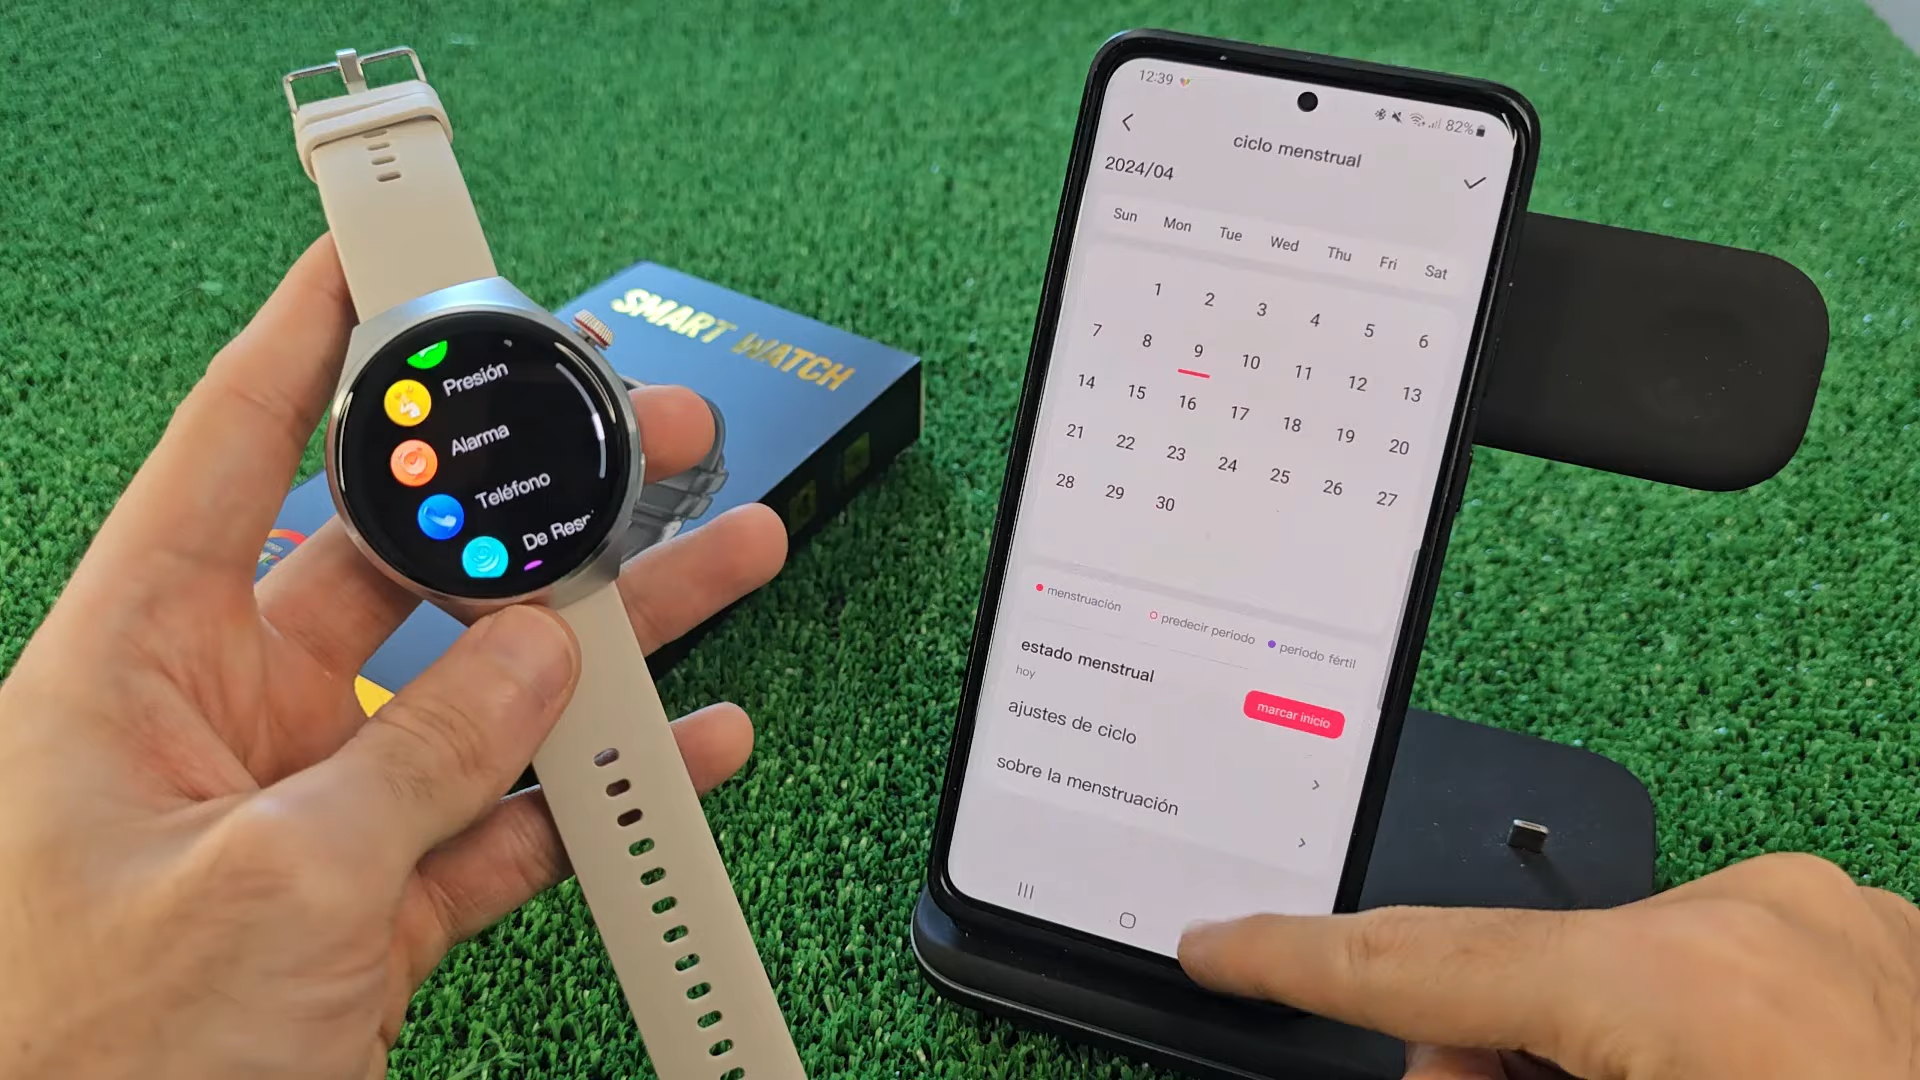 SMART WATCH
Presión
Alarma
Teléfono
De Resp
12:39
82%
ciclo menstrual
2024/04
Sun Mon Tue Wed Thu Fri Sat
1 2 3 4 5 6
7 8 9 10 11 12 13
14 15 16 17 18 19 20
21 22 23 24 25 26 27
28 29 30
menstruación predecir periodo periodo fértil
estado menstrual
hoy
marcar inicio
ajustes de ciclo
sobre la menstruación